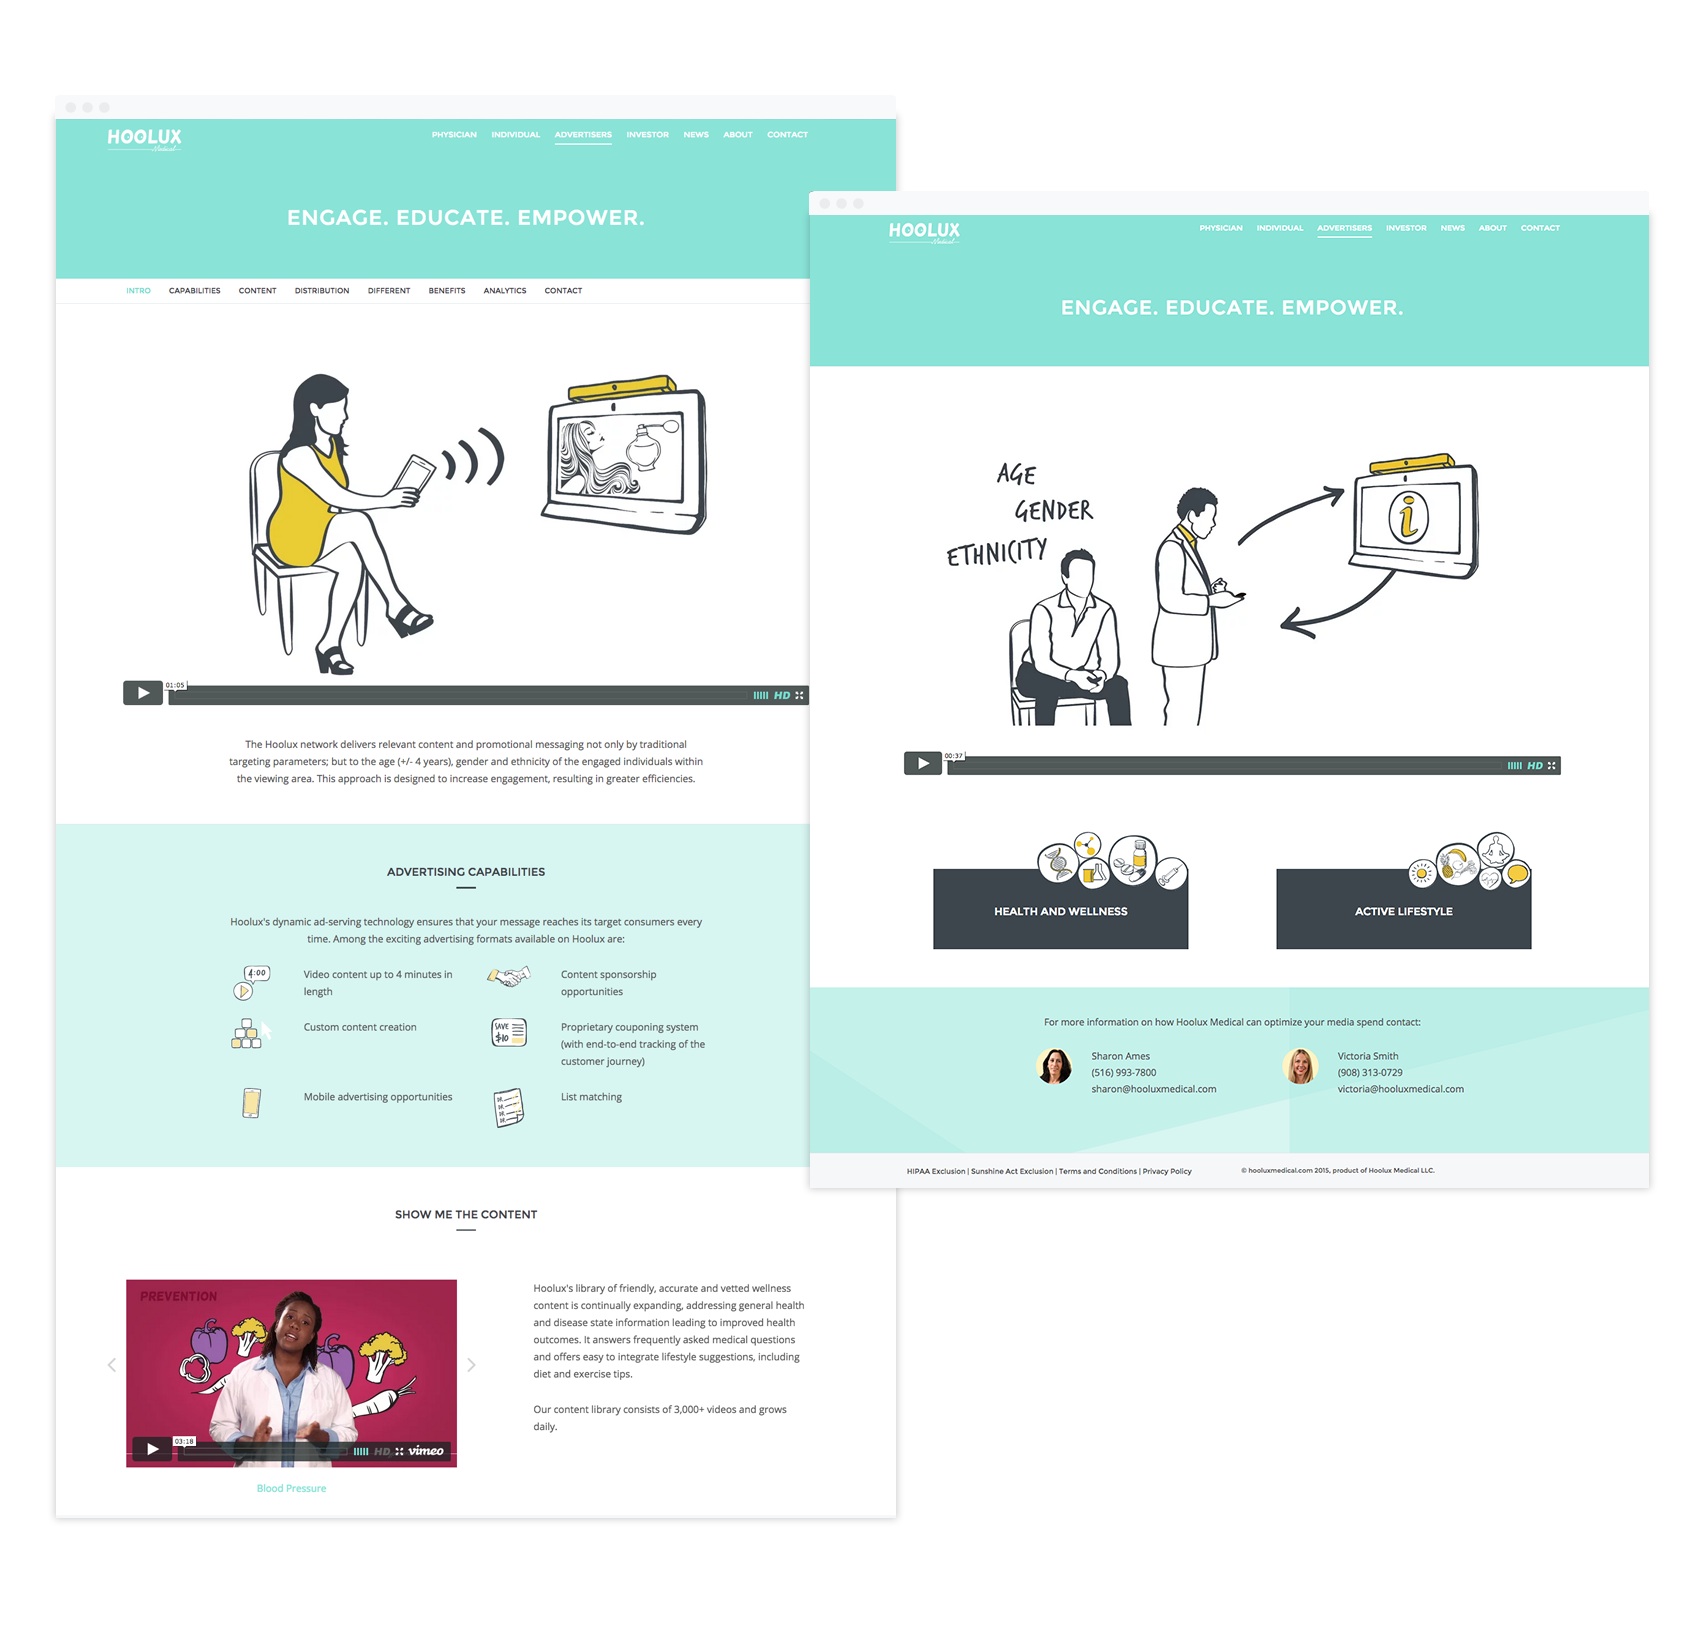 HOOLUX
Medical
PHYSICIAN INDIVIDUAL ADVERTISERS INVESTOR NEWS ABOUT CONTACT
ENGAGE. EDUCATE. EMPOWER.
INTRO CAPABILITIES CONTENT DISTRIBUTION DIFFERENT BENEFITS ANALYTICS CONTACT
01:05
HD
The Hoolux network delivers relevant content and promotional messaging not only by traditional
targeting parameters; but to the age (+/- 4 years), gender and ethnicity of the engaged individuals within
the viewing area. This approach is designed to increase engagement, resulting in greater efficiencies.
ADVERTISING CAPABILITIES
Hoolux's dynamic ad-serving technology ensures that your message reaches its target consumers every
time. Among the exciting advertising formats available on Hoolux are:
4:00
Video content up to 4 minutes in
length
Content sponsorship
opportunities
Custom content creation
SAVE
$10
Proprietary couponing system
(with end-to-end tracking of the
customer journey)
Mobile advertising opportunities
DR.
DR.
DR.
DR.
List matching
SHOW ME THE CONTENT
PREVENTION
03:18
HD
vimeo
Blood Pressure
Hoolux's library of friendly, accurate and vetted wellness
content is continually expanding, addressing general health
and disease state information leading to improved health
outcomes. It answers frequently asked medical questions
and offers easy to integrate lifestyle suggestions, including
diet and exercise tips.
Our content library consists of 3,000+ videos and grows
daily.
HOOLUX
Medical
PHYSICIAN INDIVIDUAL ADVERTISERS INVESTOR NEWS ABOUT CONTACT
ENGAGE. EDUCATE. EMPOWER.
AGE
GENDER
ETHNICITY
i
00:37
HD
HEALTH AND WELLNESS
ACTIVE LIFESTYLE
For more information on how Hoolux Medical can optimize your media spend contact:
Sharon Ames
(516) 993-7800
sharon@hooluxmedical.com
Victoria Smith
(908) 313-0729
victoria@hooluxmedical.com
HIPAA Exclusion | Sunshine Act Exclusion | Terms and Conditions | Privacy Policy
© hooluxmedical.com 2015, product of Hoolux Medical LLC.